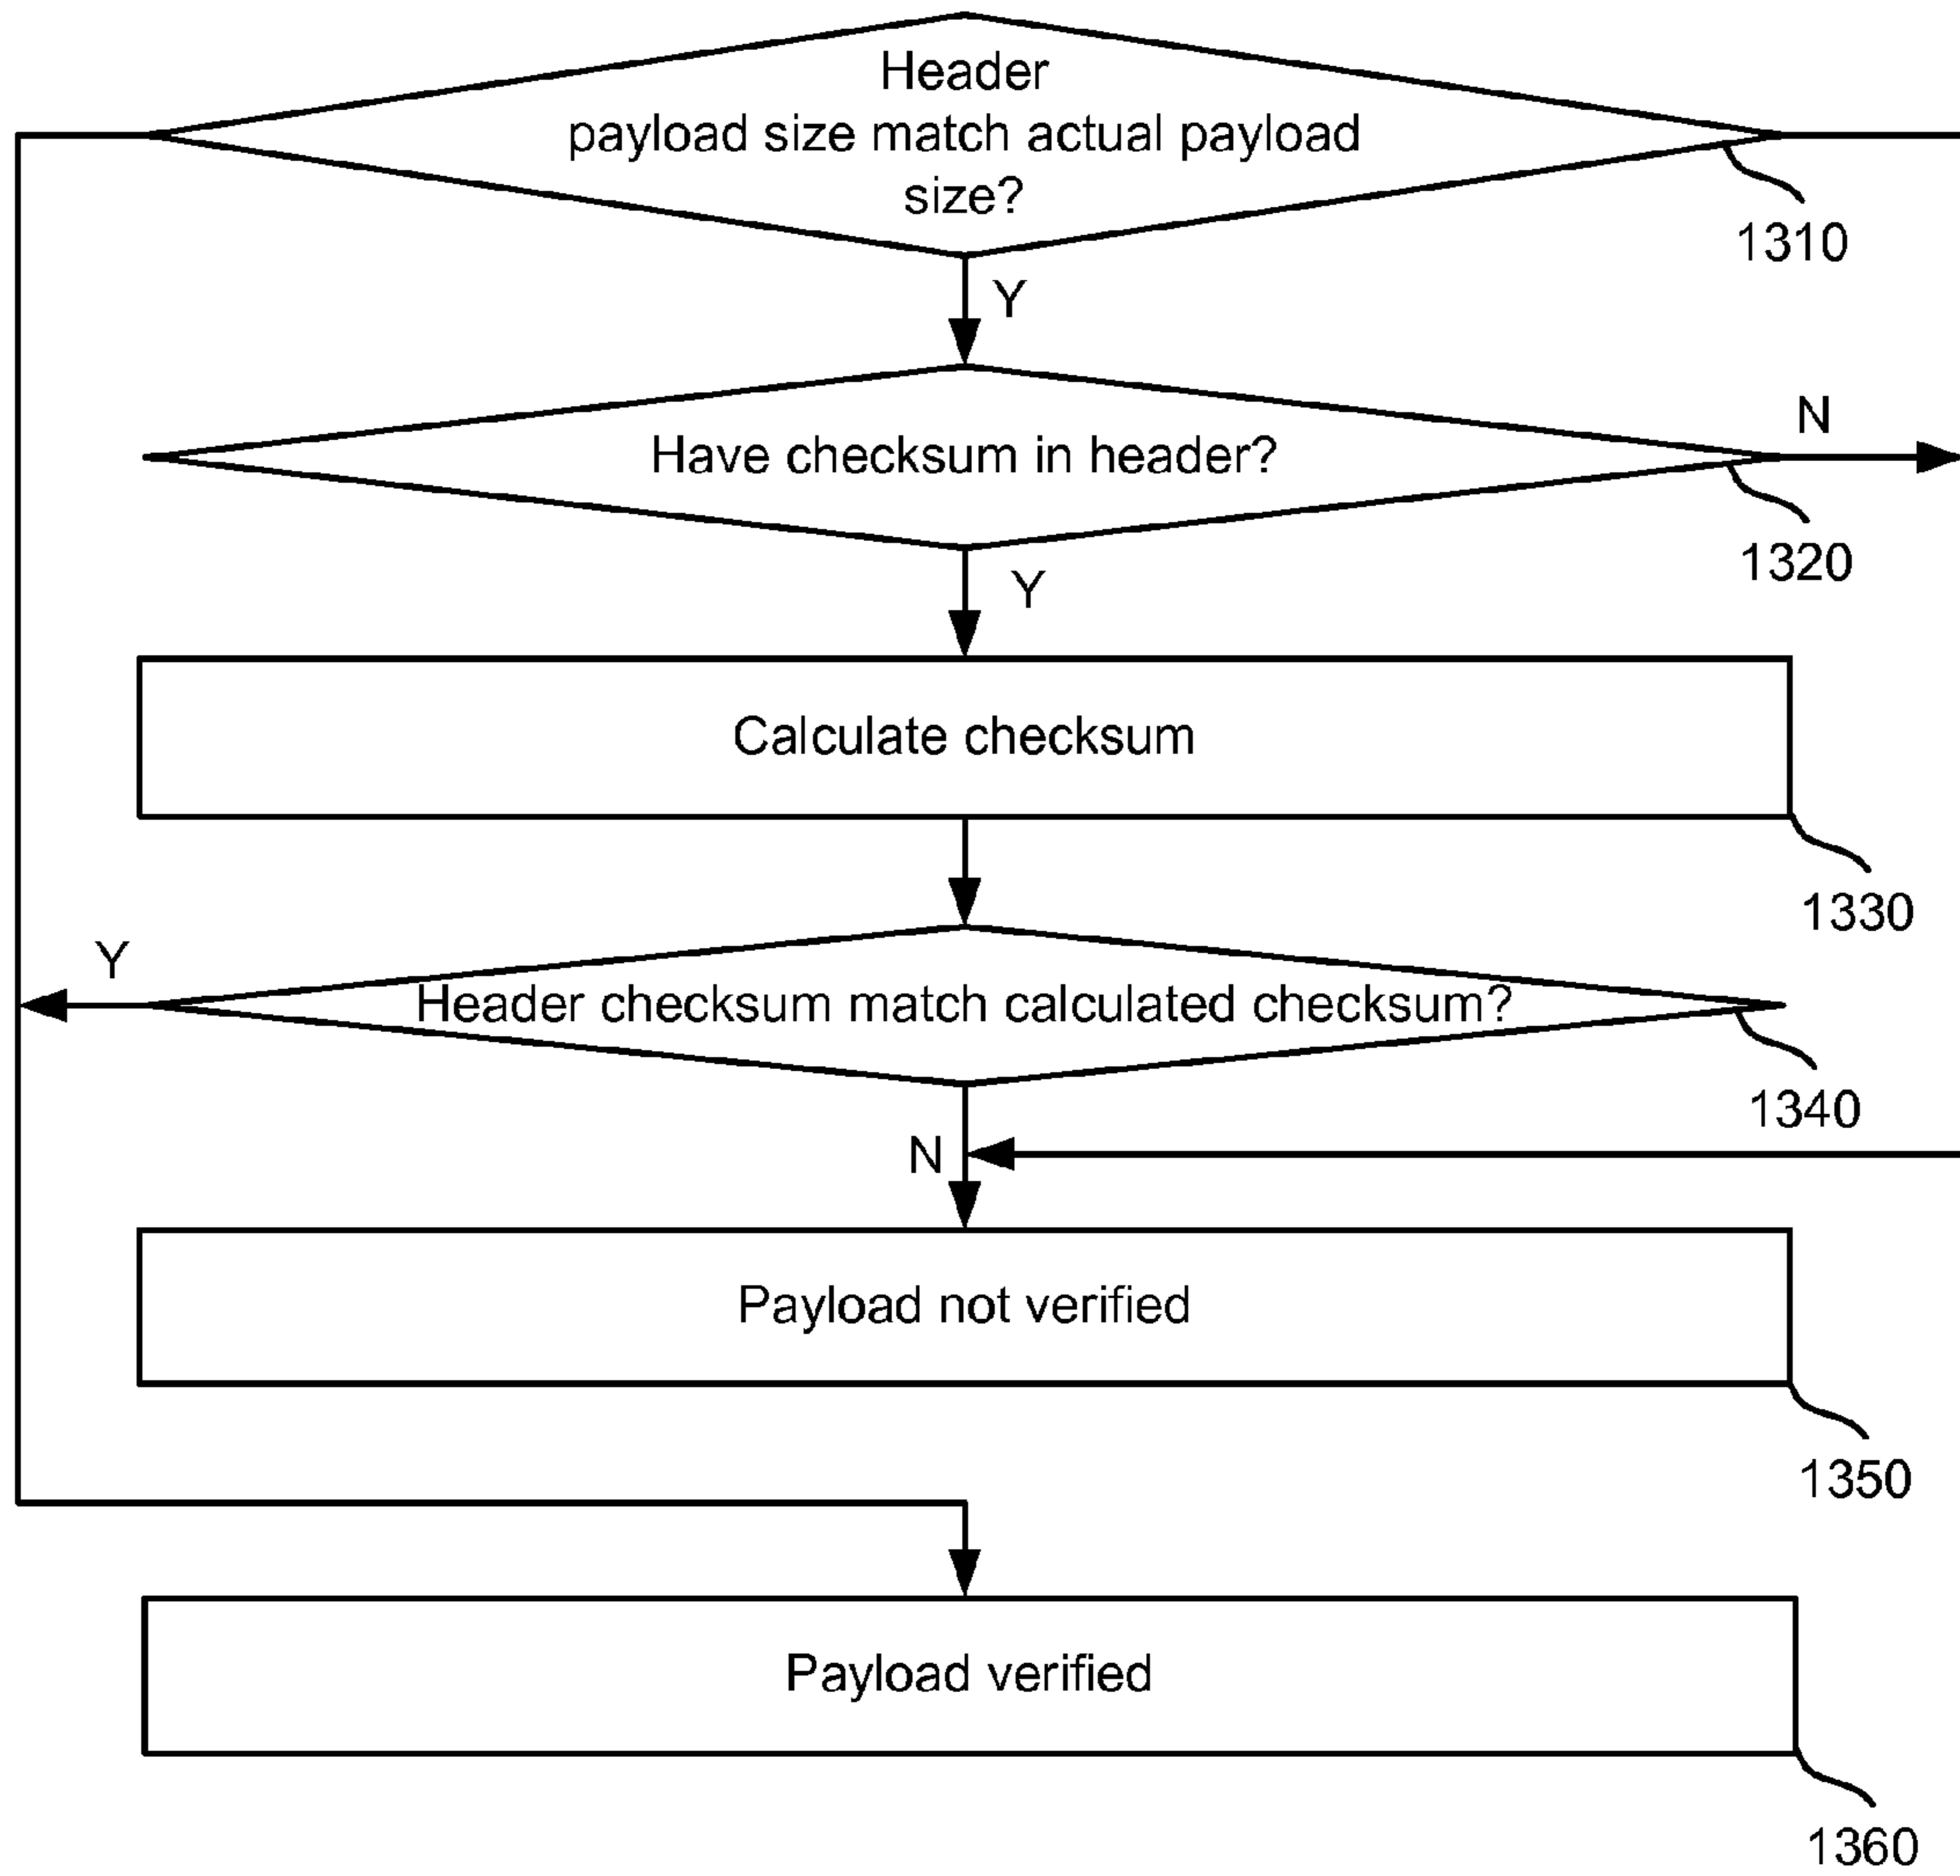 Header
payload size match actual payload
size?
1310
Y
Have checksum in header?
N
1320
Y
Calculate checksum
1330
Y
Header checksum match calculated checksum?
1340
N
Payload not verified
1350
Payload verified
1360